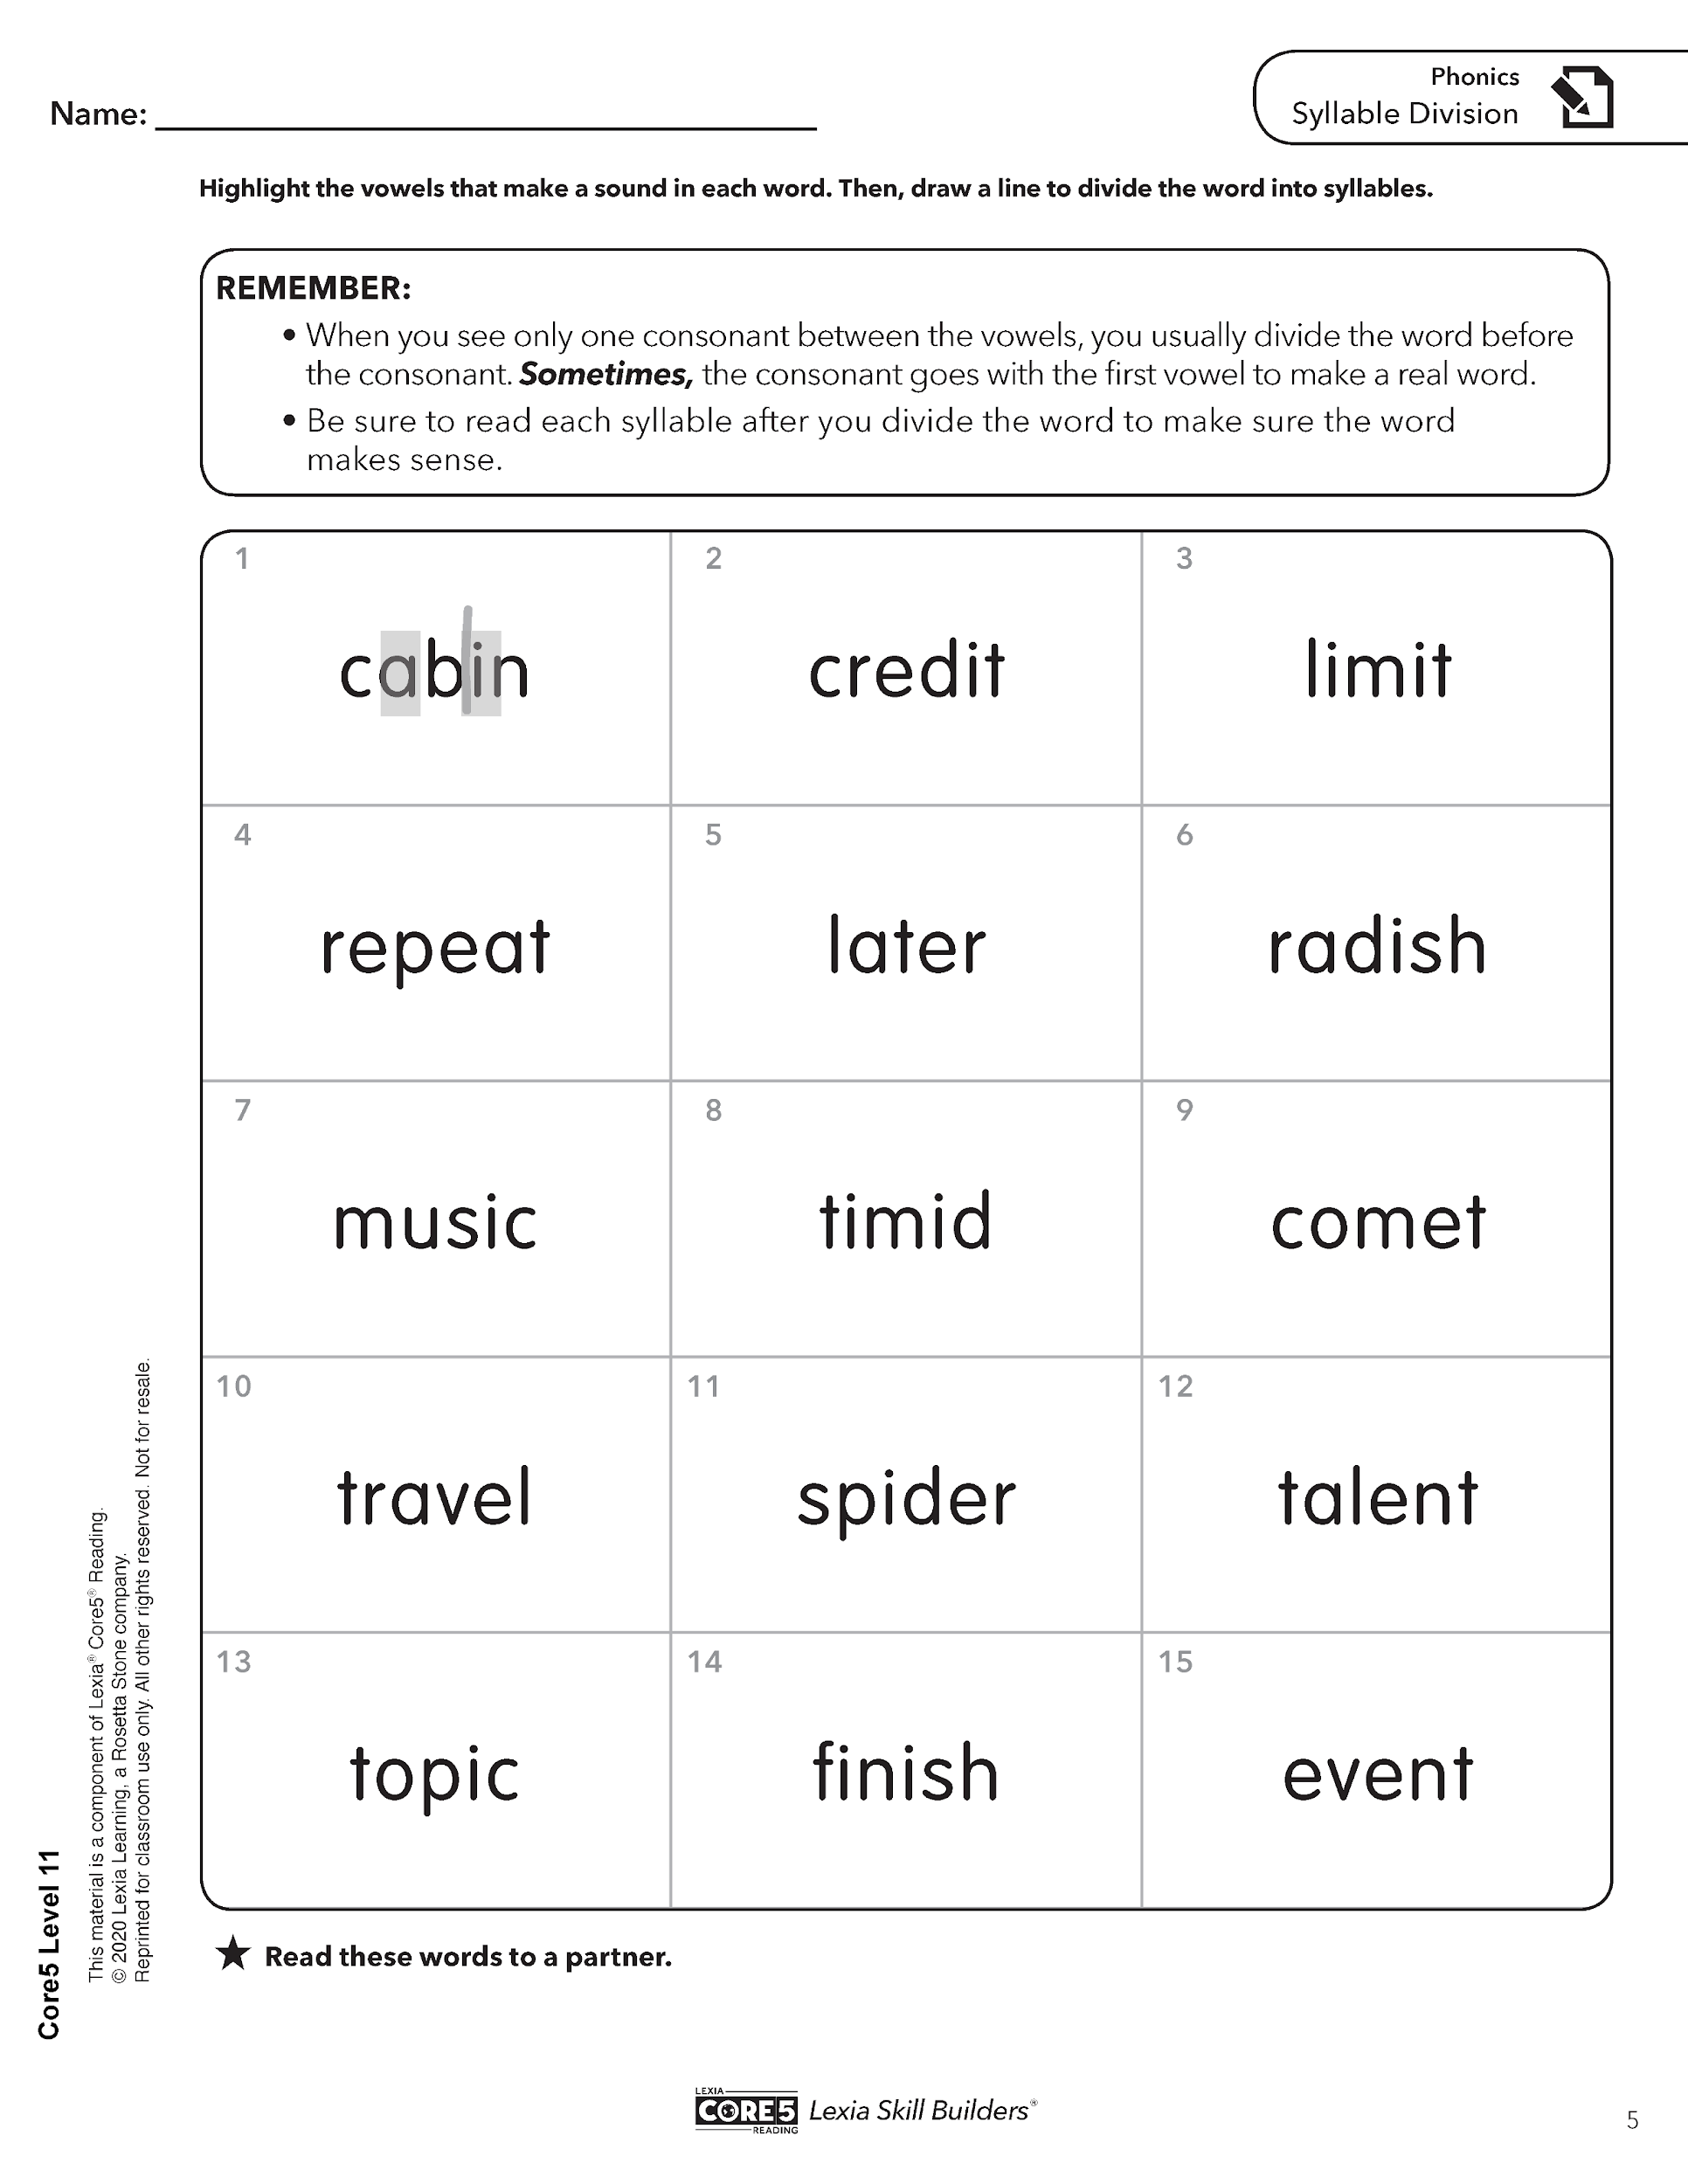 Name:
Phonics
Syllable Division
Highlight the vowels that make a sound in each word. Then, draw a line to divide the word into syllables.
REMEMBER:
• When you see only one consonant between the vowels, you usually divide the word before
the consonant. Sometimes, the consonant goes with the first vowel to make a real word.
• Be sure to read each syllable after you divide the word to make sure the word
makes sense.
1
cabin
2
credit
3
limit
4
repeat
5
later
6
radish
7
music
8
timid
9
comet
10
travel
11
spider
12
talent
13
topic
14
finish
15
event
★ Read these words to a partner.
Core5 Level 11
This material is a component of Lexia® Core5® Reading.
© 2020 Lexia Learning, a Rosetta Stone company.
Reprinted for classroom use only. All other rights reserved. Not for resale.
LEXIA
CORE5
READING
Lexia Skill Builders®
5